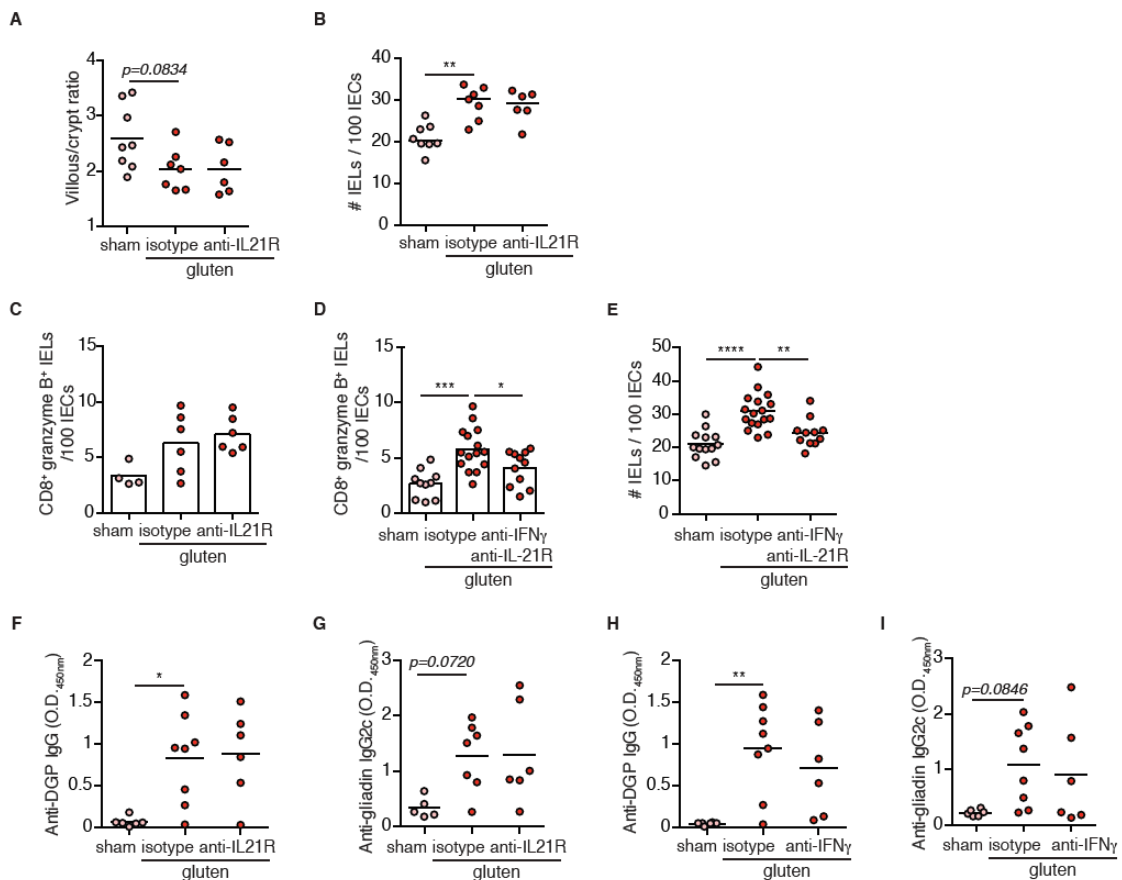 A
Villous/crypt ratio
4
3
2
1
p=0.0834
sham isotype anti-IL21R
gluten
B
# IELs / 100 IECs
40
30
20
10
0
**
sham isotype anti-IL21R
gluten
C
CD8+ granzyme B+ IELs
/100 IECs
15
10
5
0
sham isotype anti-IL21R
gluten
D
CD8+ granzyme B+ IELs
/100 IECs
15
10
5
0
***
*
sham isotype anti-IFNγ
anti-IL-21R
gluten
E
# IELs / 100 IECs
50
40
30
20
10
0
****
**
sham isotype anti-IFNγ
anti-IL-21R
gluten
F
Anti-DGP IgG (O.D.450nm)
2
1.5
1
0.5
0
*
sham isotype anti-IL21R
gluten
G
Anti-gliadin IgG2c (O.D.450nm)
3
2
1
0
p=0.0720
sham isotype anti-IL21R
gluten
H
Anti-DGP IgG (O.D.450nm)
2
1.5
1
0.5
0
**
sham isotype anti-IFNγ
gluten
I
Anti-gliadin IgG2c (O.D.450nm)
3
2
1
0
p=0.0846
sham isotype anti-IFNγ
gluten